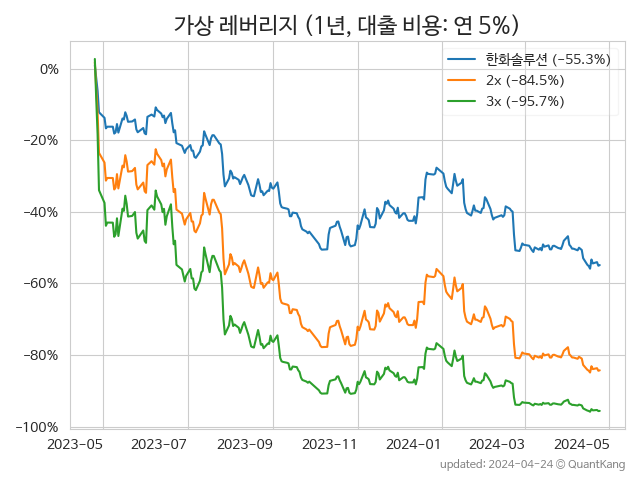 가상 레버리지 (1년, 대출 비용: 연 5%)
한화솔루션 (−55.3%)
2x (−84.5%)
3x (−95.7%)
0%
−20%
−40%
−60%
−80%
−100%
2023-05 2023-07 2023-09 2023-11 2024-01 2024-03 2024-05
updated: 2024-04-24 © QuantKang